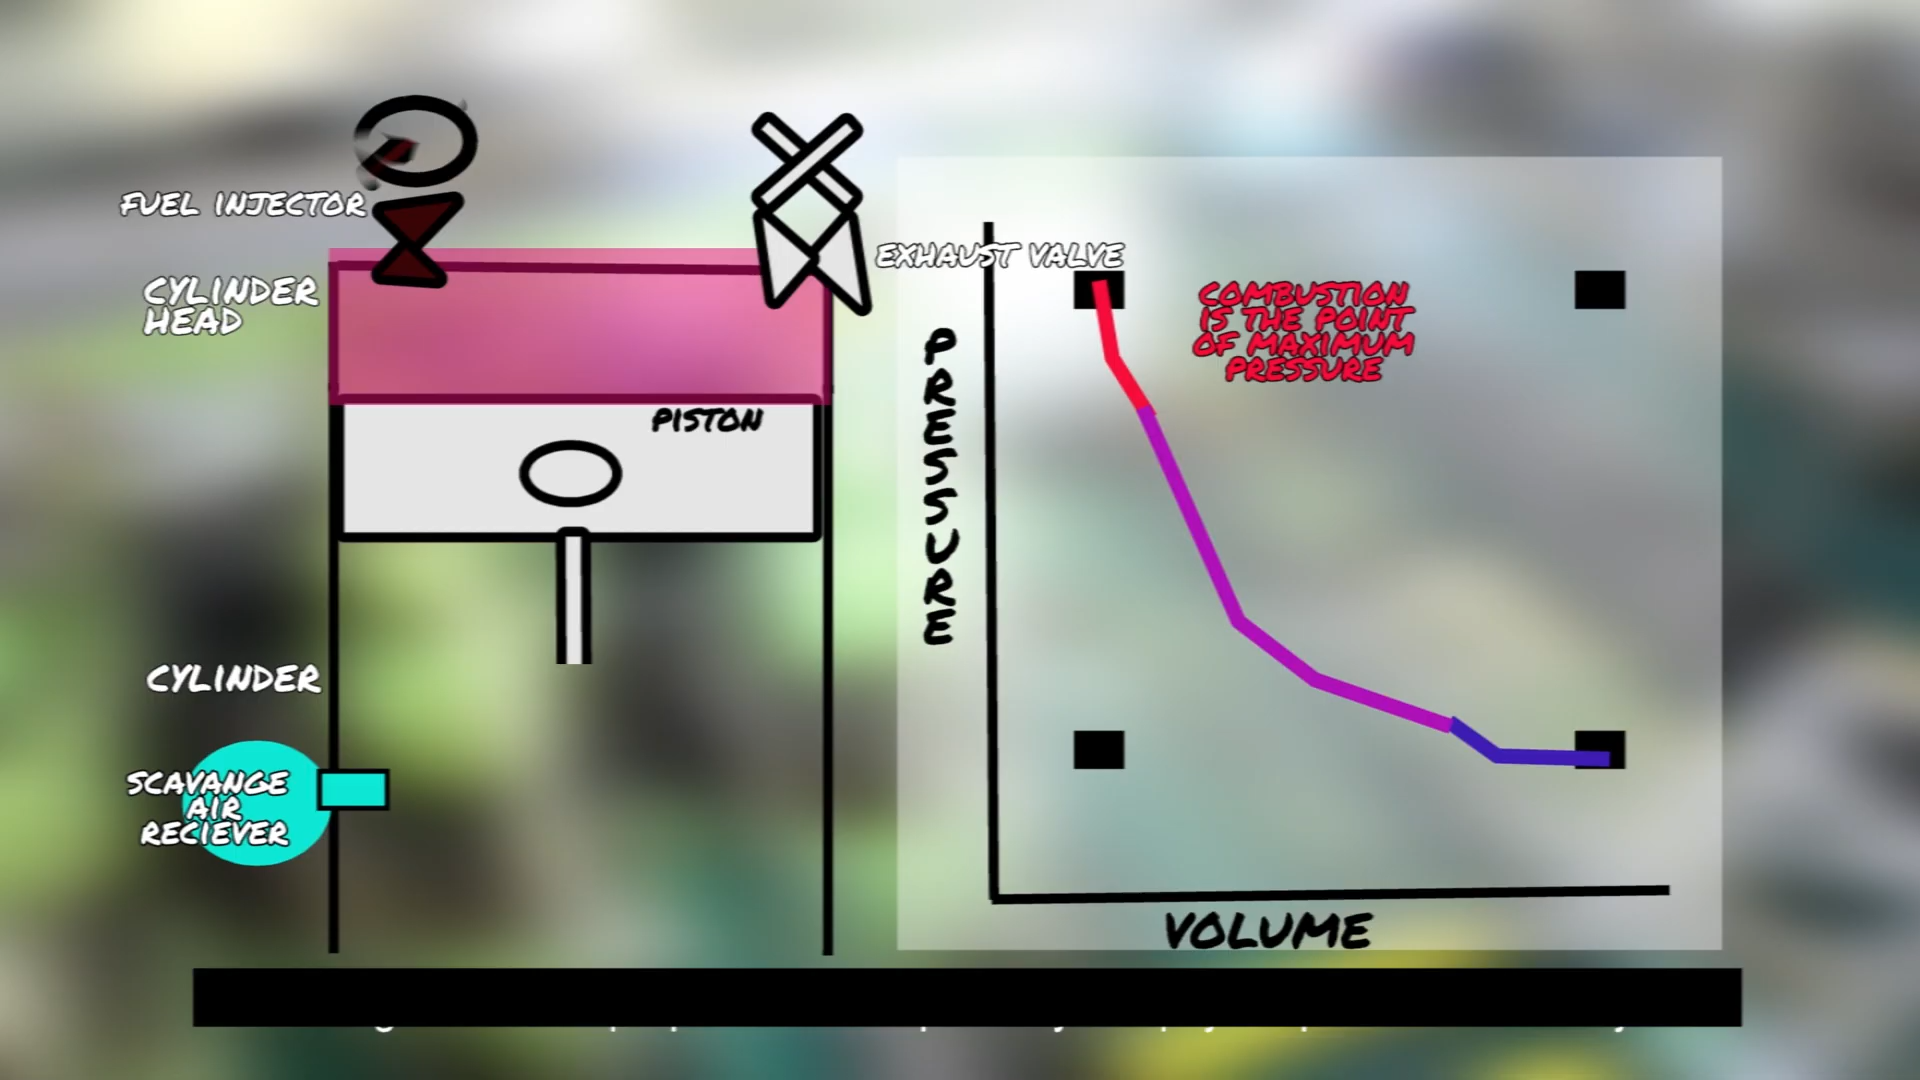 FUEL INJECTOR
EXHAUST VALVE
CYLINDER
HEAD
COMBUSTION
IS THE POINT
OF MAXIMUM
PRESSURE
PISTON
PRESSURE
CYLINDER
SCAVANGE
AIR
RECIEVER
VOLUME